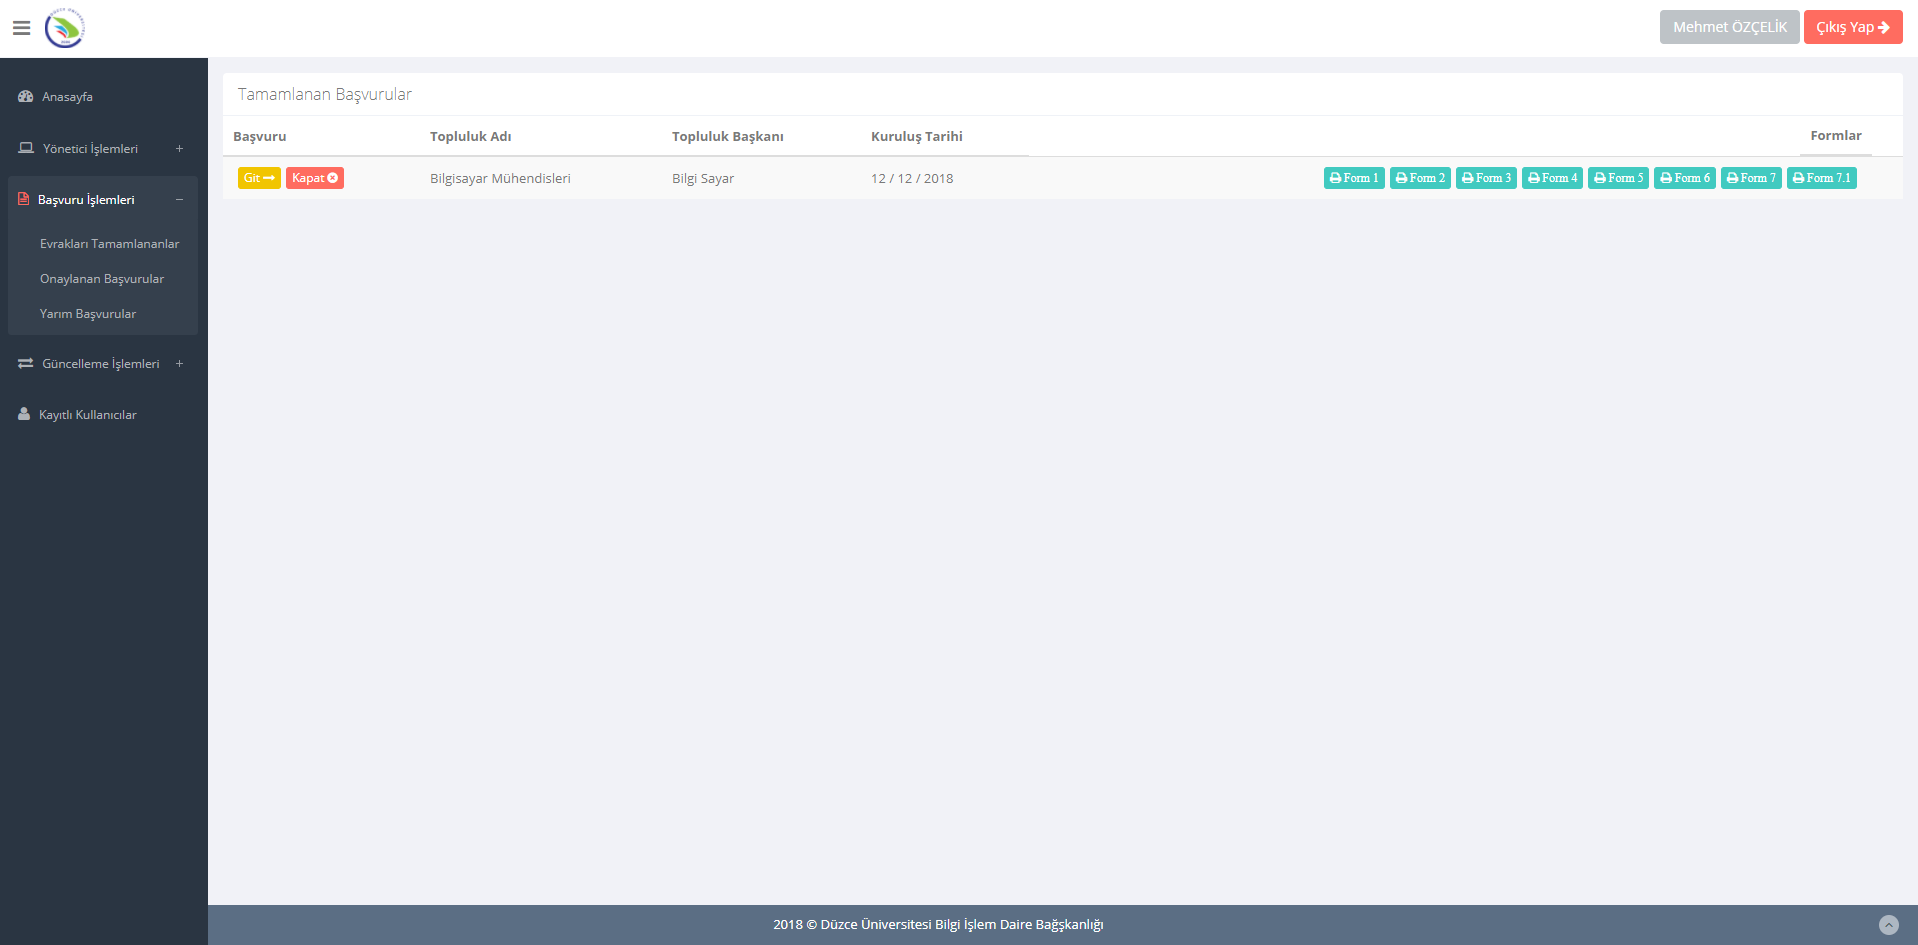 Mehmet ÖZÇELİK
Çıkış Yap
Anasayfa
Yönetici İşlemleri +
Başvuru İşlemleri −
Evrakları Tamamlananlar
Onaylanan Başvurular
Yarım Başvurular
Güncelleme İşlemleri +
Kayıtlı Kullanıcılar
Tamamlanan Başvurular
Başvuru Topluluk Adı Topluluk Başkanı Kuruluş Tarihi Formlar
Git Kapat Bilgisayar Mühendisleri Bilgi Sayar 12 / 12 / 2018 Form 1 Form 2 Form 3 Form 4 Form 5 Form 6 Form 7 Form 7.1
2018 © Düzce Üniversitesi Bilgi İşlem Daire Bağşkanlığı